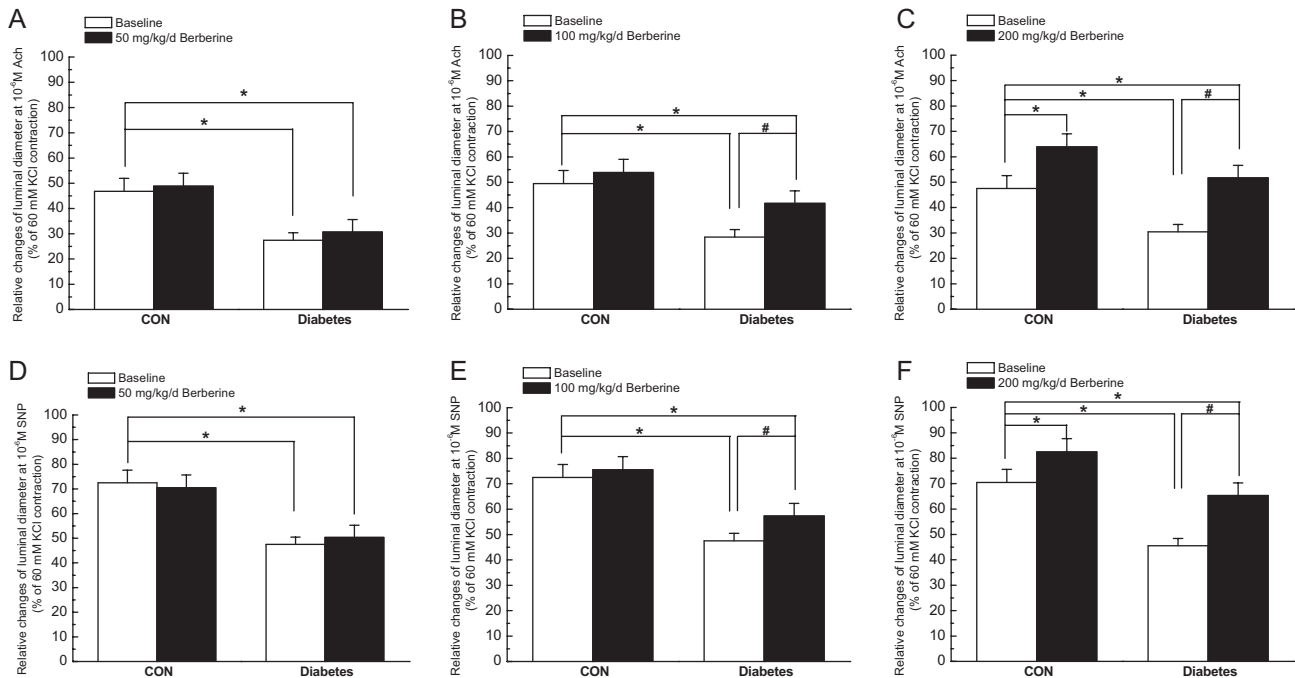 A
Baseline
50 mg/kg/d Berberine
Relative changes of luminal diameter at 10⁻⁶M Ach
(% of 60 mM KCl contraction)
100
90
80
70
60
50
40
30
20
10
0
*
*
CON
Diabetes
B
Baseline
100 mg/kg/d Berberine
Relative changes of luminal diameter at 10⁻⁶M Ach
(% of 60 mM KCl contraction)
100
90
80
70
60
50
40
30
20
10
0
*
*
#
CON
Diabetes
C
Baseline
200 mg/kg/d Berberine
Relative changes of luminal diameter at 10⁻⁶M Ach
(% of 60 mM KCl contraction)
100
90
80
70
60
50
40
30
20
10
0
*
*
#
*
CON
Diabetes
D
Baseline
50 mg/kg/d Berberine
Relative changes of luminal diameter at 10⁻⁶M SNP
(% of 60 mM KCl contraction)
100
90
80
70
60
50
40
30
20
10
0
*
*
CON
Diabetes
E
Baseline
100 mg/kg/d Berberine
Relative changes of luminal diameter at 10⁻⁶M SNP
(% of 60 mM KCl contraction)
100
90
80
70
60
50
40
30
20
10
0
*
*
#
CON
Diabetes
F
Baseline
200 mg/kg/d Berberine
Relative changes of luminal diameter at 10⁻⁶M SNP
(% of 60 mM KCl contraction)
100
90
80
70
60
50
40
30
20
10
0
*
*
#
*
CON
Diabetes